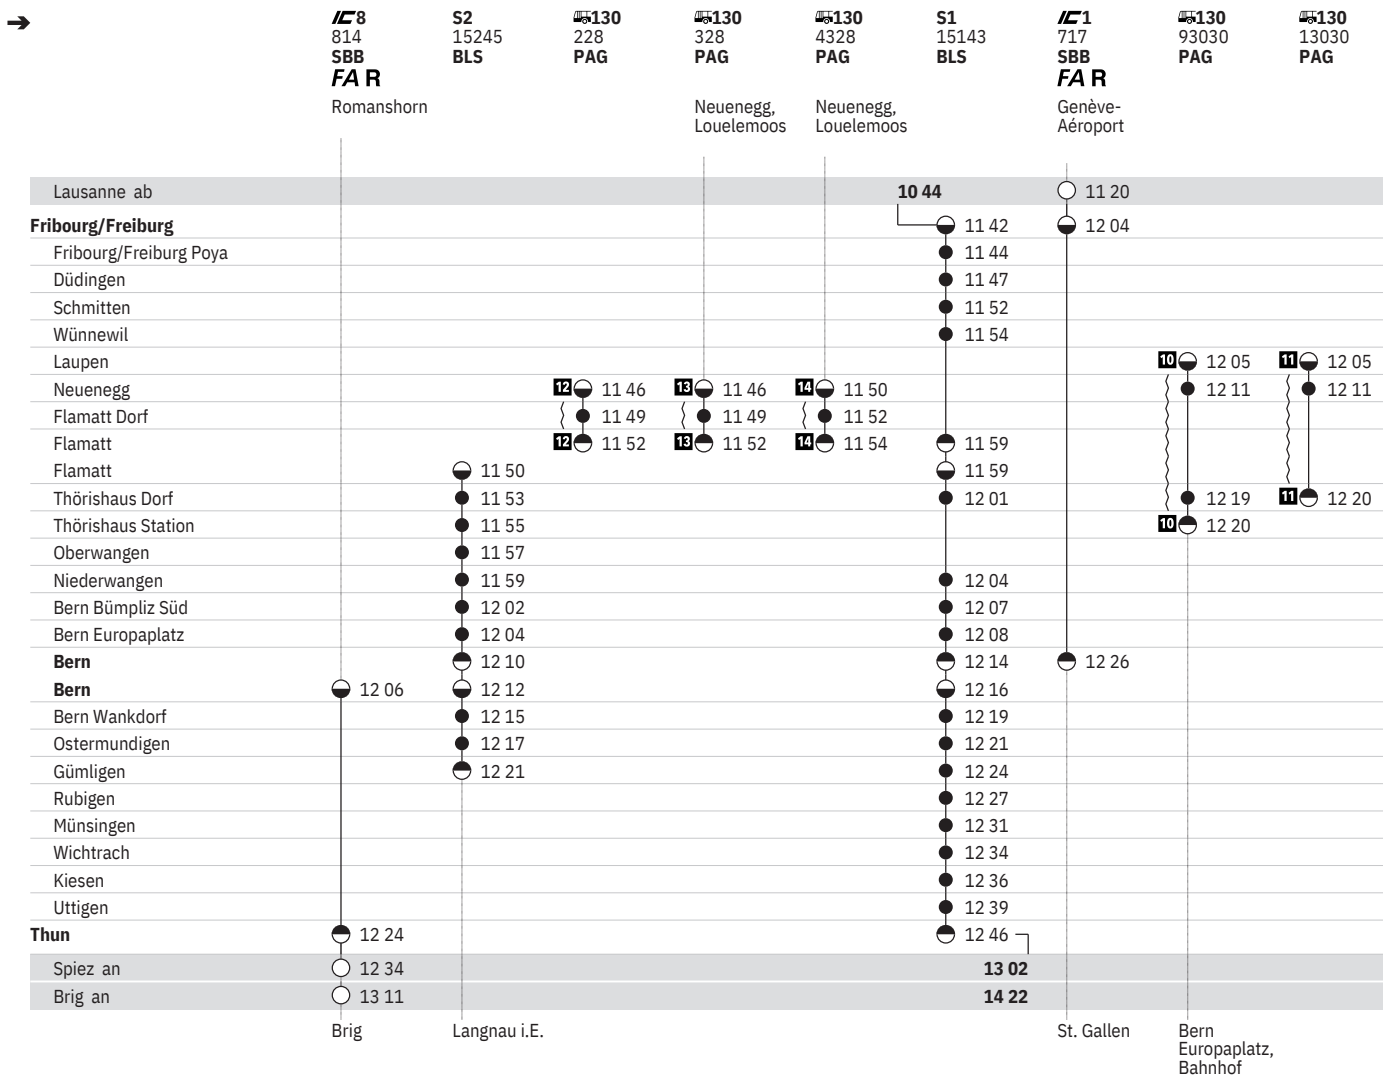 ➔ IC8 S2 130 130 130 S1 IC1 130 130
814 15245 228 328 4328 15143 717 93030 13030
SBB BLS PAG PAG PAG BLS SBB PAG PAG
FA R FA R
Romanshorn Neuenegg, Neuenegg, Genève-
Louelemoos Louelemoos Aéroport
Lausanne ab 10 44 11 20
Fribourg/Freiburg 11 42 12 04
Fribourg/Freiburg Poya 11 44
Düdingen 11 47
Schmitten 11 52
Wünnewil 11 54
Laupen 10 12 05 11 12 05
Neuenegg 12 11 46 13 11 46 14 11 50 12 11 12 11
Flamatt Dorf 11 49 11 49 11 52
Flamatt 12 11 52 13 11 52 14 11 54 11 59
Flamatt 11 50 11 59
Thörishaus Dorf 11 53 12 01 12 19 11 12 20
Thörishaus Station 11 55 10 12 20
Oberwangen 11 57
Niederwangen 11 59 12 04
Bern Bümpliz Süd 12 02 12 07
Bern Europaplatz 12 04 12 08
Bern 12 10 12 14 12 26
Bern 12 06 12 12 12 16
Bern Wankdorf 12 15 12 19
Ostermundigen 12 17 12 21
Gümligen 12 21 12 24
Rubigen 12 27
Münsingen 12 31
Wichtrach 12 34
Kiesen 12 36
Uttigen 12 39
Thun 12 24 12 46
Spiez an 12 34 13 02
Brig an 13 11 14 22
Brig Langnau i.E. St. Gallen Bern
Europaplatz,
Bahnhof